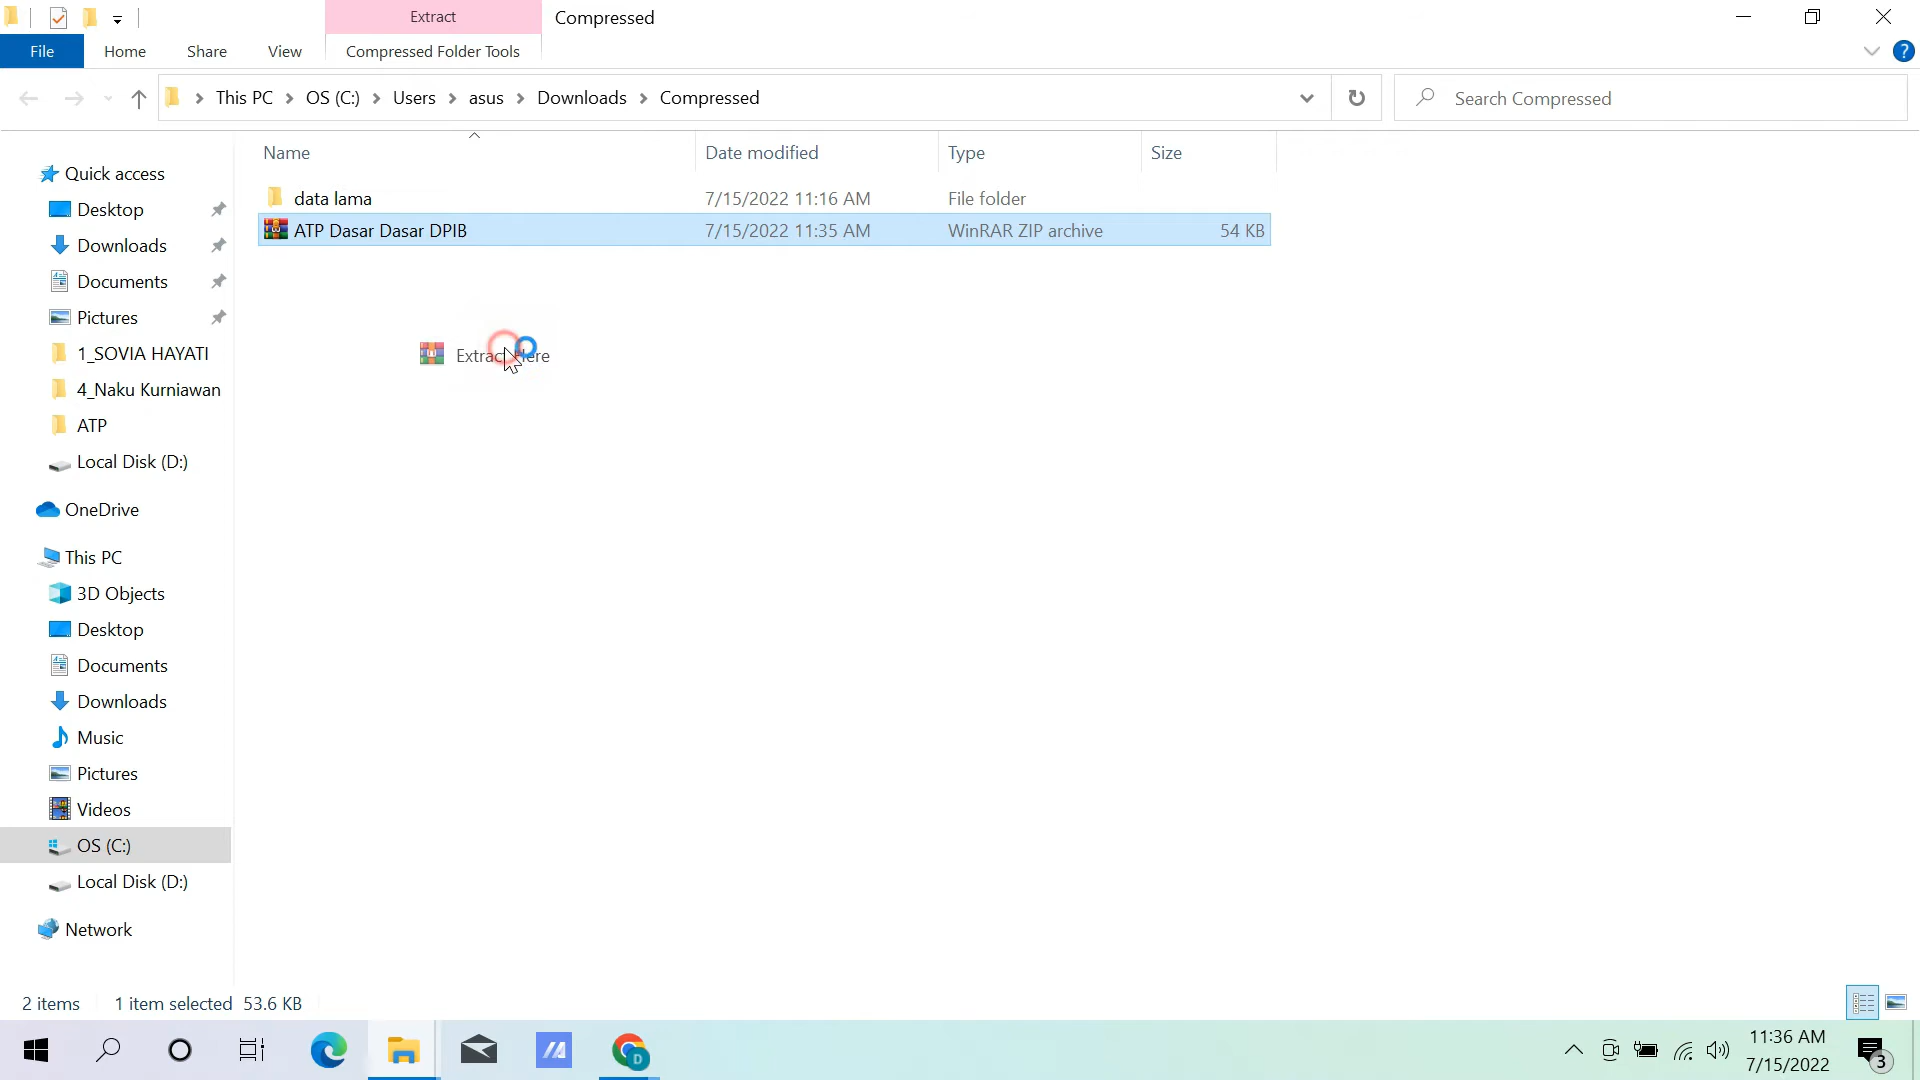 Extract
Compressed
File
Home
Share
View
Compressed Folder Tools
?
This PC
OS (C:)
Users
asus
Downloads
Compressed
Search Compressed
Name
Date modified
Type
Size
data lama
7/15/2022 11:16 AM
File folder
ATP Dasar Dasar DPIB
7/15/2022 11:35 AM
WinRAR ZIP archive
54 KB
Extract Here
Quick access
Desktop
Downloads
Documents
Pictures
1_SOVIA HAYATI
4_Naku Kurniawan
ATP
Local Disk (D:)
OneDrive
This PC
3D Objects
Desktop
Documents
Downloads
Music
Pictures
Videos
OS (C:)
Local Disk (D:)
Network
2 items
1 item selected 53.6 KB
D
11:36 AM
7/15/2022
3